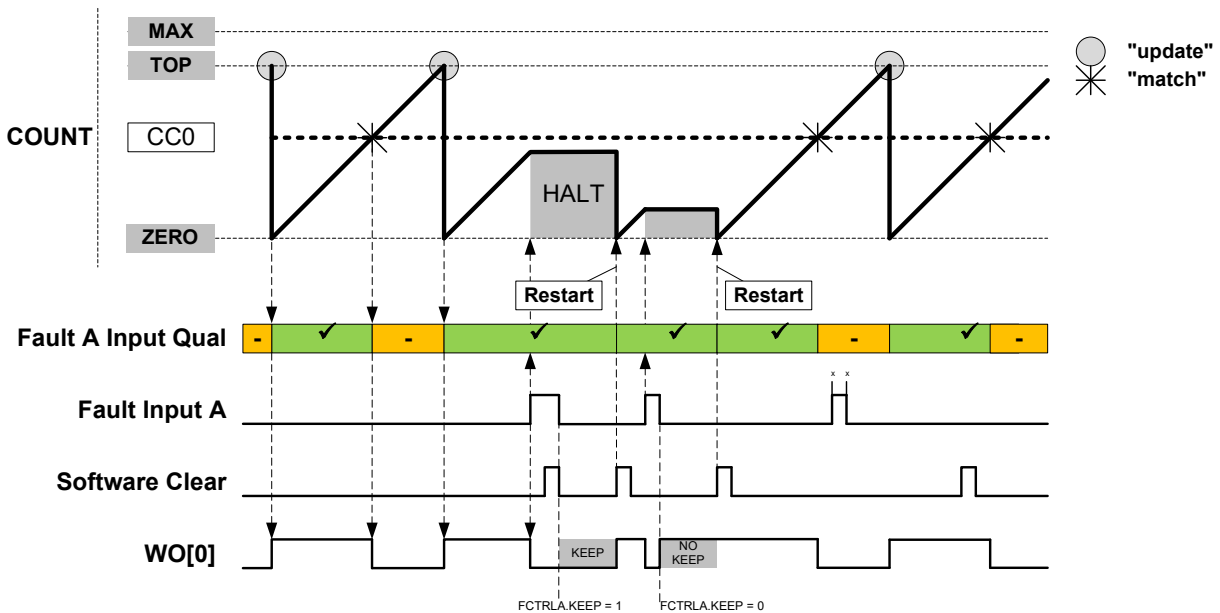 MAX
TOP
"update"
"match"
COUNT
CC0
HALT
ZERO
Restart
Restart
Fault A Input Qual
- ✓ - ✓ ✓ ✓ - ✓ -
x x
Fault Input A
Software Clear
WO[0]
KEEP
NO
KEEP
FCTRLA.KEEP = 1
FCTRLA.KEEP = 0